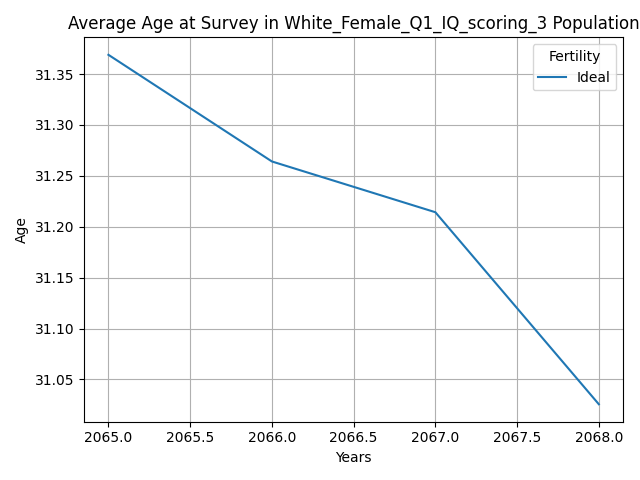 Average Age at Survey in White_Female_Q1_IQ_scoring_3 Population
Fertility
Ideal
31.35
31.30
31.25
31.20
31.15
31.10
31.05
Age
2065.0 2065.5 2066.0 2066.5 2067.0 2067.5 2068.0
Years